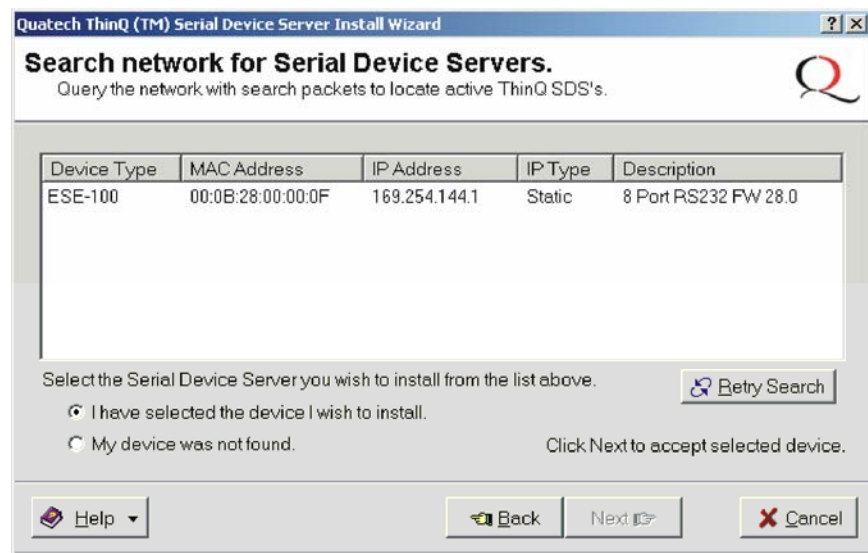 Quatech ThinQ (TM) Serial Device Server Install Wizard
Search network for Serial Device Servers.
Query the network with search packets to locate active ThinQ SDS's.
Device Type MAC Address IP Address IP Type Description
ESE-100 00:0B:28:00:00:0F 169.254.144.1 Static 8 Port RS232 FW 28.0
Select the Serial Device Server you wish to install from the list above.
Retry Search
I have selected the device I wish to install.
My device was not found.
Click Next to accept selected device.
Help Back Next Cancel